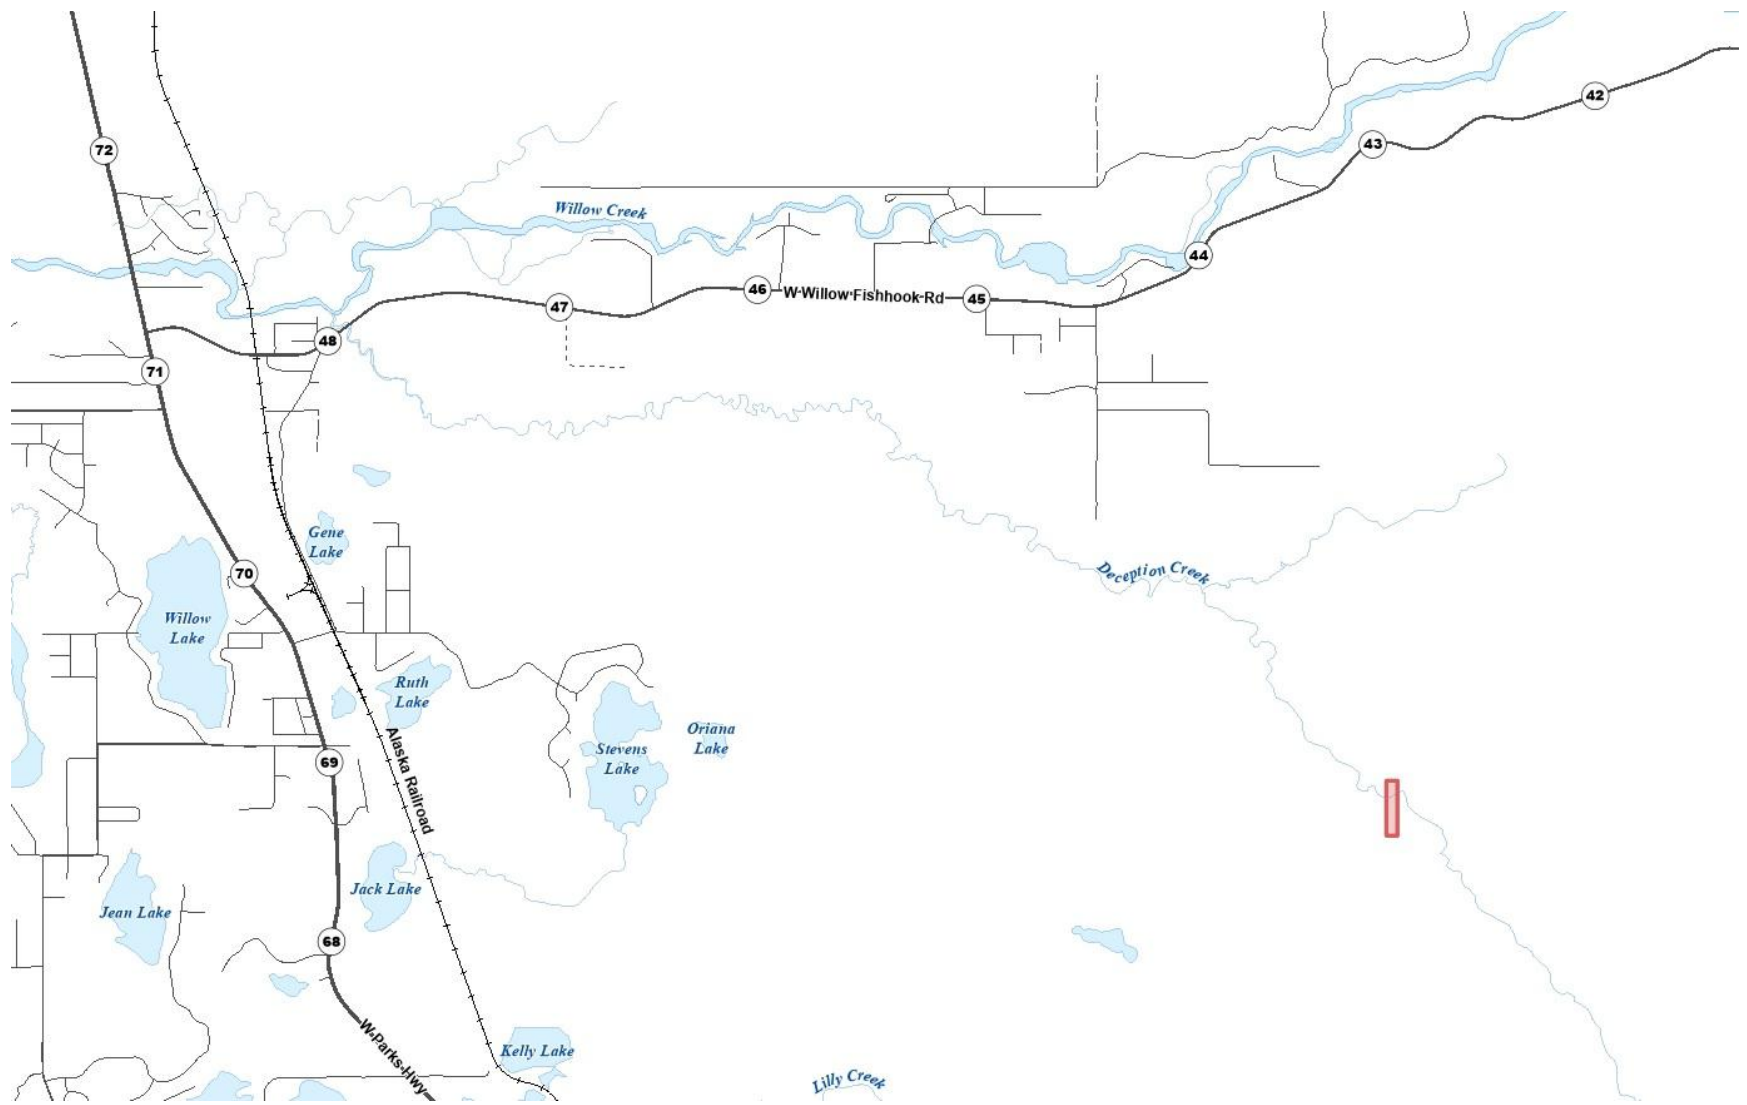 42
43
72
Willow Creek
44
46
W Willow Fishhook Rd
45
47
48
71
Gene
Lake
70
Deception Creek
Willow
Lake
Ruth
Lake
Oriana
Lake
Stevens
Lake
69
Alaska Railroad
Jack Lake
Jean Lake
68
W Parks Hwy
Kelly Lake
Lilly Creek